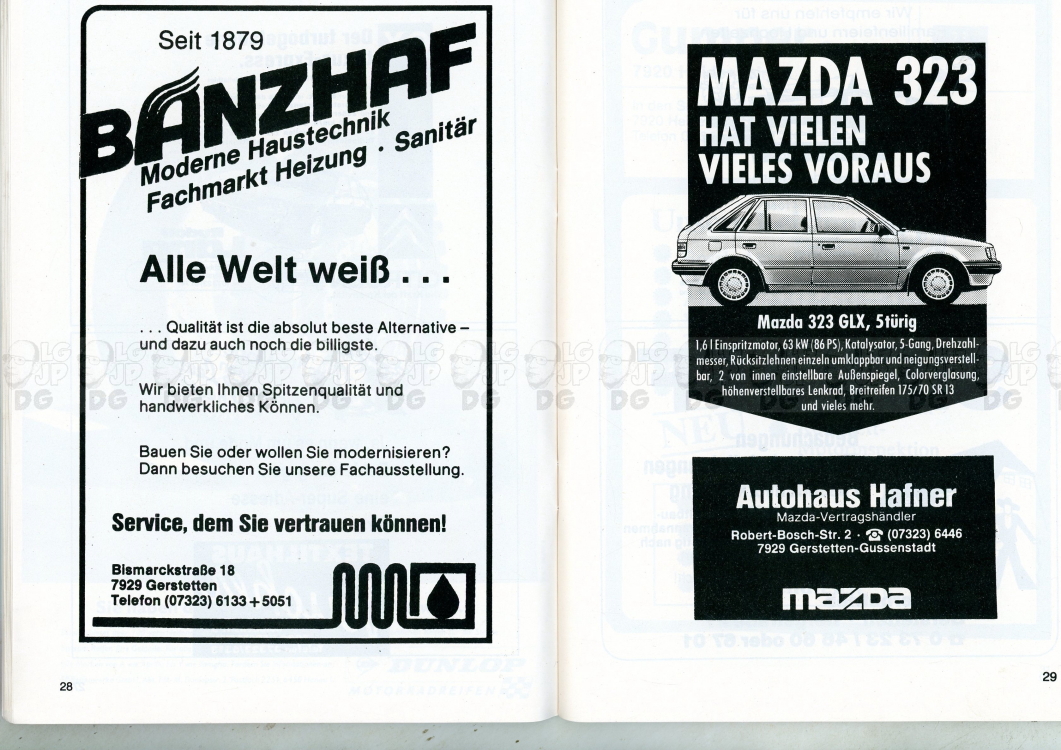 Seit 1879
BANZHAF
Moderne Haustechnik
Fachmarkt Heizung · Sanitär
Alle Welt weiß . . .
. . . Qualität ist die absolut beste Alternative –
und dazu auch noch die billigste.
Wir bieten Ihnen Spitzenqualität und
handwerkliches Können.
Bauen Sie oder wollen Sie modernisieren?
Dann besuchen Sie unsere Fachausstellung.
Service, dem Sie vertrauen können!
Bismarckstraße 18
7929 Gerstetten
Telefon (07323) 6133 + 5051
28
MAZDA 323
HAT VIELEN
VIELES VORAUS
Mazda 323 GLX, 5türig
1,6 l Einspritzmotor, 63 kW (86 PS), Katalysator, 5-Gang, Drehzahl-
messer, Rücksitzlehnen einzeln umklappbar und neigungsverstell-
bar, 2 von innen einstellbare Außenspiegel, Colorverglasung,
höhenverstellbares Lenkrad, Breitreifen 175/70 SR 13
und vieles mehr.
Autohaus Hafner
Mazda-Vertragshändler
Robert-Bosch-Str. 2 · ☎ (07323) 6446
7929 Gerstetten-Gussenstadt
mazda
29
LG
JP
DG